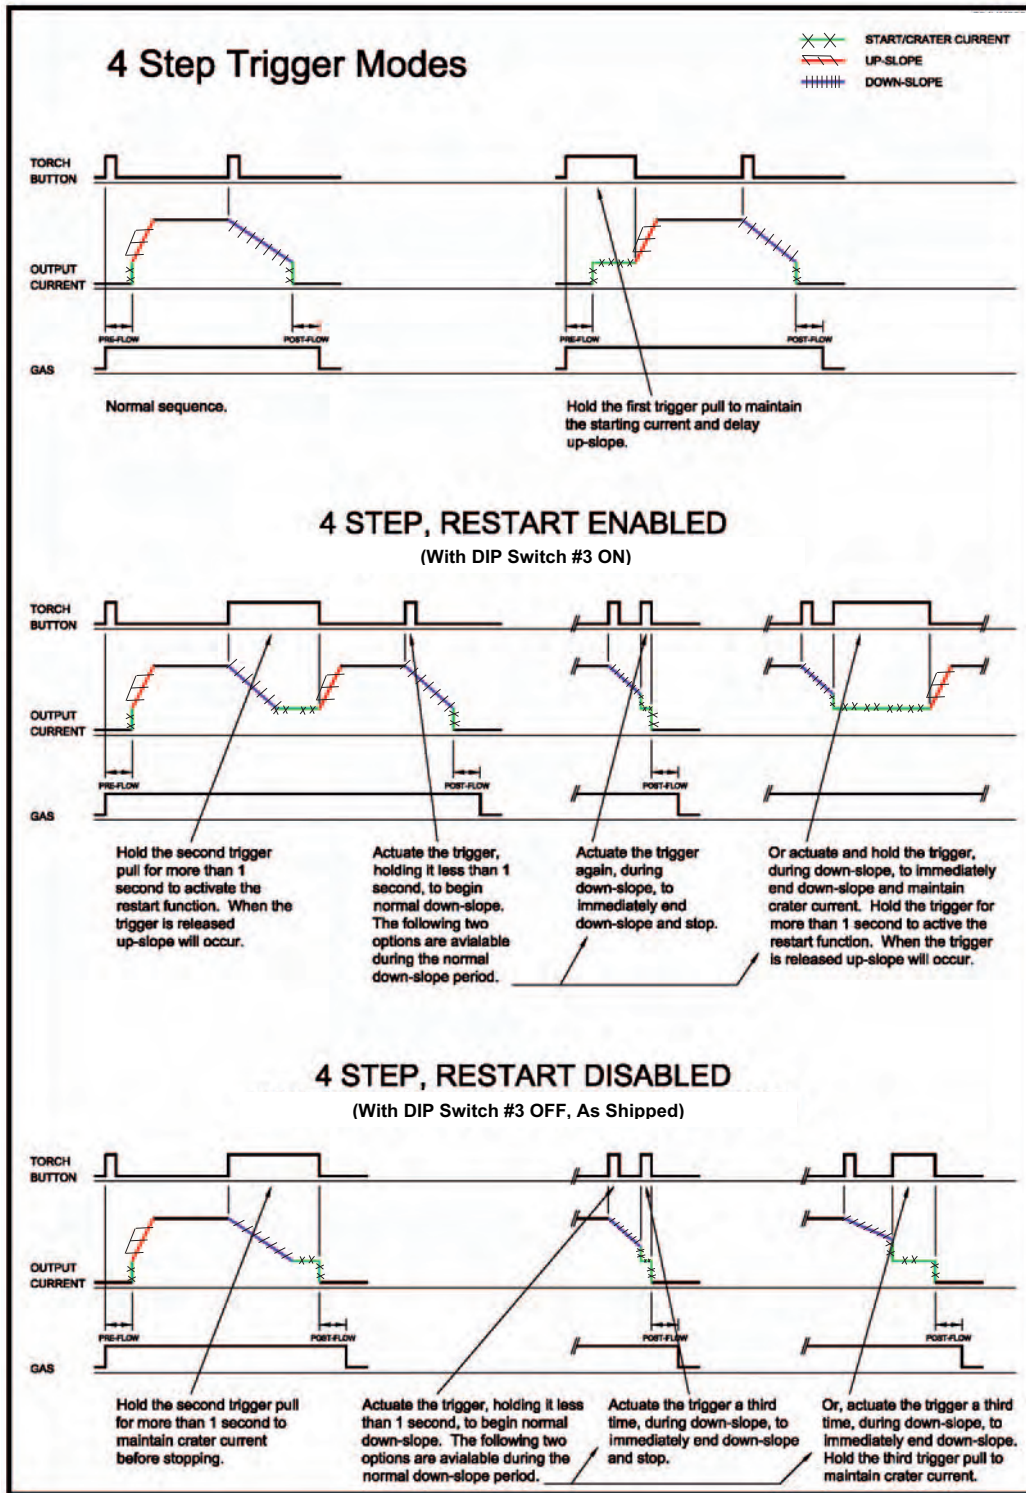 4 Step Trigger Modes
START/CRATER CURRENT
UP-SLOPE
DOWN-SLOPE
TORCH
BUTTON
OUTPUT
CURRENT
PRE-FLOW
POST-FLOW
PRE-FLOW
POST-FLOW
GAS
Normal sequence.
Hold the first trigger pull to maintain
the starting current and delay
up-slope.
4 STEP, RESTART ENABLED
(With DIP Switch #3 ON)
TORCH
BUTTON
OUTPUT
CURRENT
PRE-FLOW
POST-FLOW
POST-FLOW
GAS
Hold the second trigger
pull for more than 1
second to activate the
restart function. When the
trigger is released
up-slope will occur.
Actuate the trigger,
holding it less than 1
second, to begin
normal down-slope.
The following two
options are avialable
during the normal
down-slope period.
Actuate the trigger
again, during
down-slope, to
immediately end
down-slope and stop.
Or actuate and hold the trigger,
during down-slope, to immediately
end down-slope and maintain
crater current. Hold the trigger for
more than 1 second to active the
restart function. When the trigger
is released up-slope will occur.
4 STEP, RESTART DISABLED
(With DIP Switch #3 OFF, As Shipped)
TORCH
BUTTON
OUTPUT
CURRENT
PRE-FLOW
POST-FLOW
POST-FLOW
GAS
Hold the second trigger pull
for more than 1 second to
maintain crater current
before stopping.
Actuate the trigger, holding it less
than 1 second, to begin normal
down-slope. The following two
options are avialable during the
normal down-slope period.
Actuate the trigger a third
time, during down-slope, to
immediately end down-slope
and stop.
Or, actuate the trigger a third
time, during down-slope, to
immediately end down-slope.
Hold the third trigger pull to
maintain crater current.